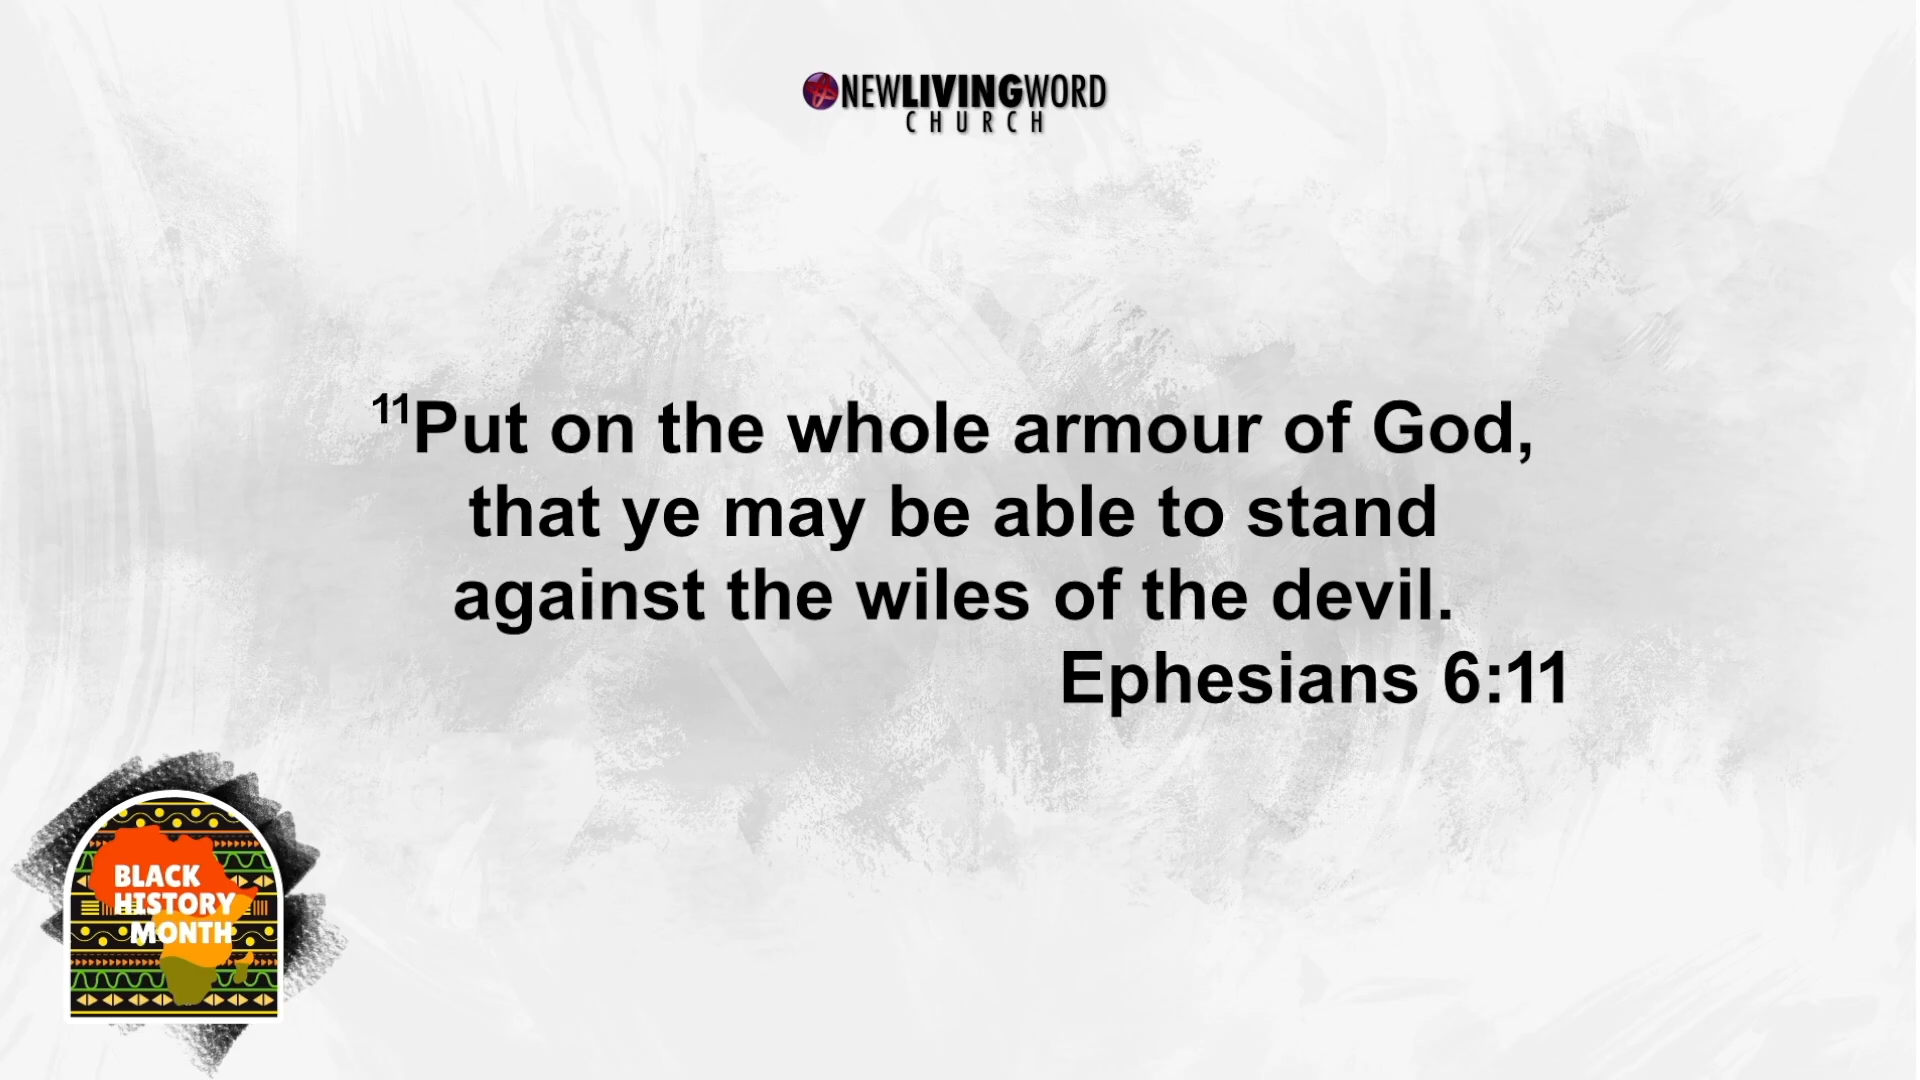 NEWLIVINGWORD
CHURCH
11Put on the whole armour of God,
that ye may be able to stand
against the wiles of the devil.
Ephesians 6:11
BLACK
HISTORY
MONTH